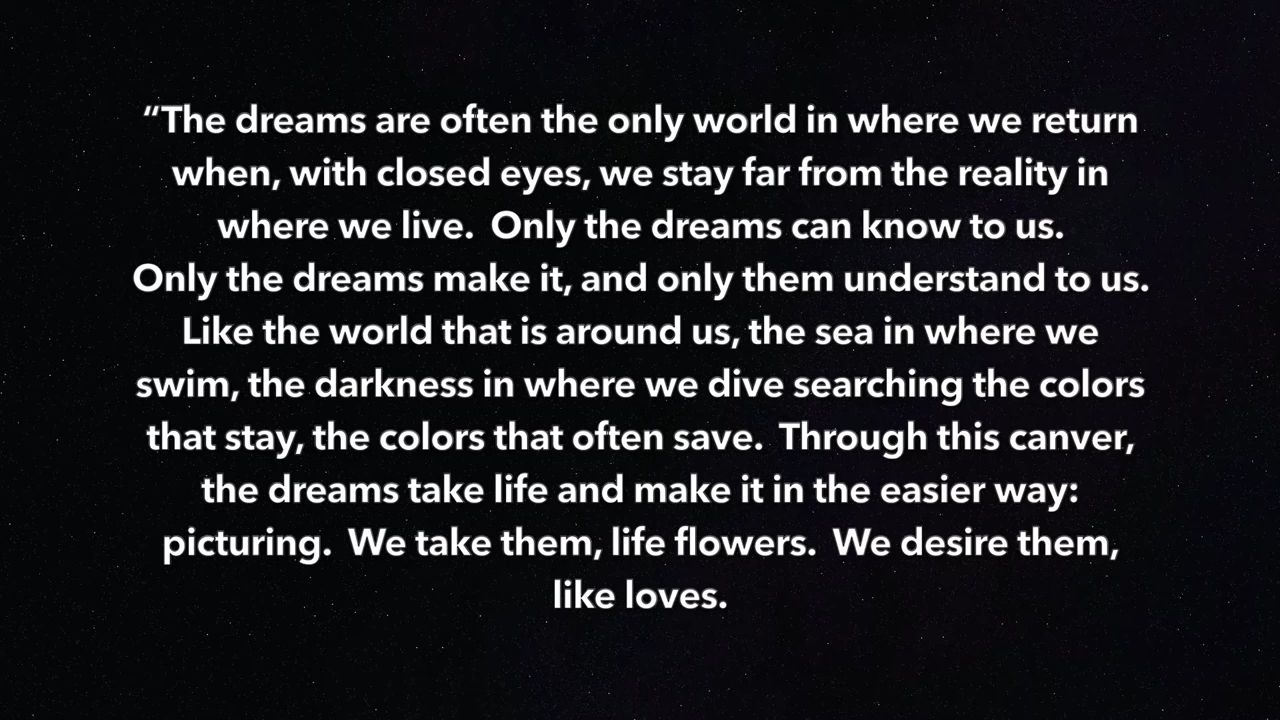 “The dreams are often the only world in where we return
when, with closed eyes, we stay far from the reality in
where we live.  Only the dreams can know to us.
Only the dreams make it, and only them understand to us.
Like the world that is around us, the sea in where we
swim, the darkness in where we dive searching the colors
that stay, the colors that often save.  Through this canver,
the dreams take life and make it in the easier way:
picturing.  We take them, life flowers.  We desire them,
like loves.